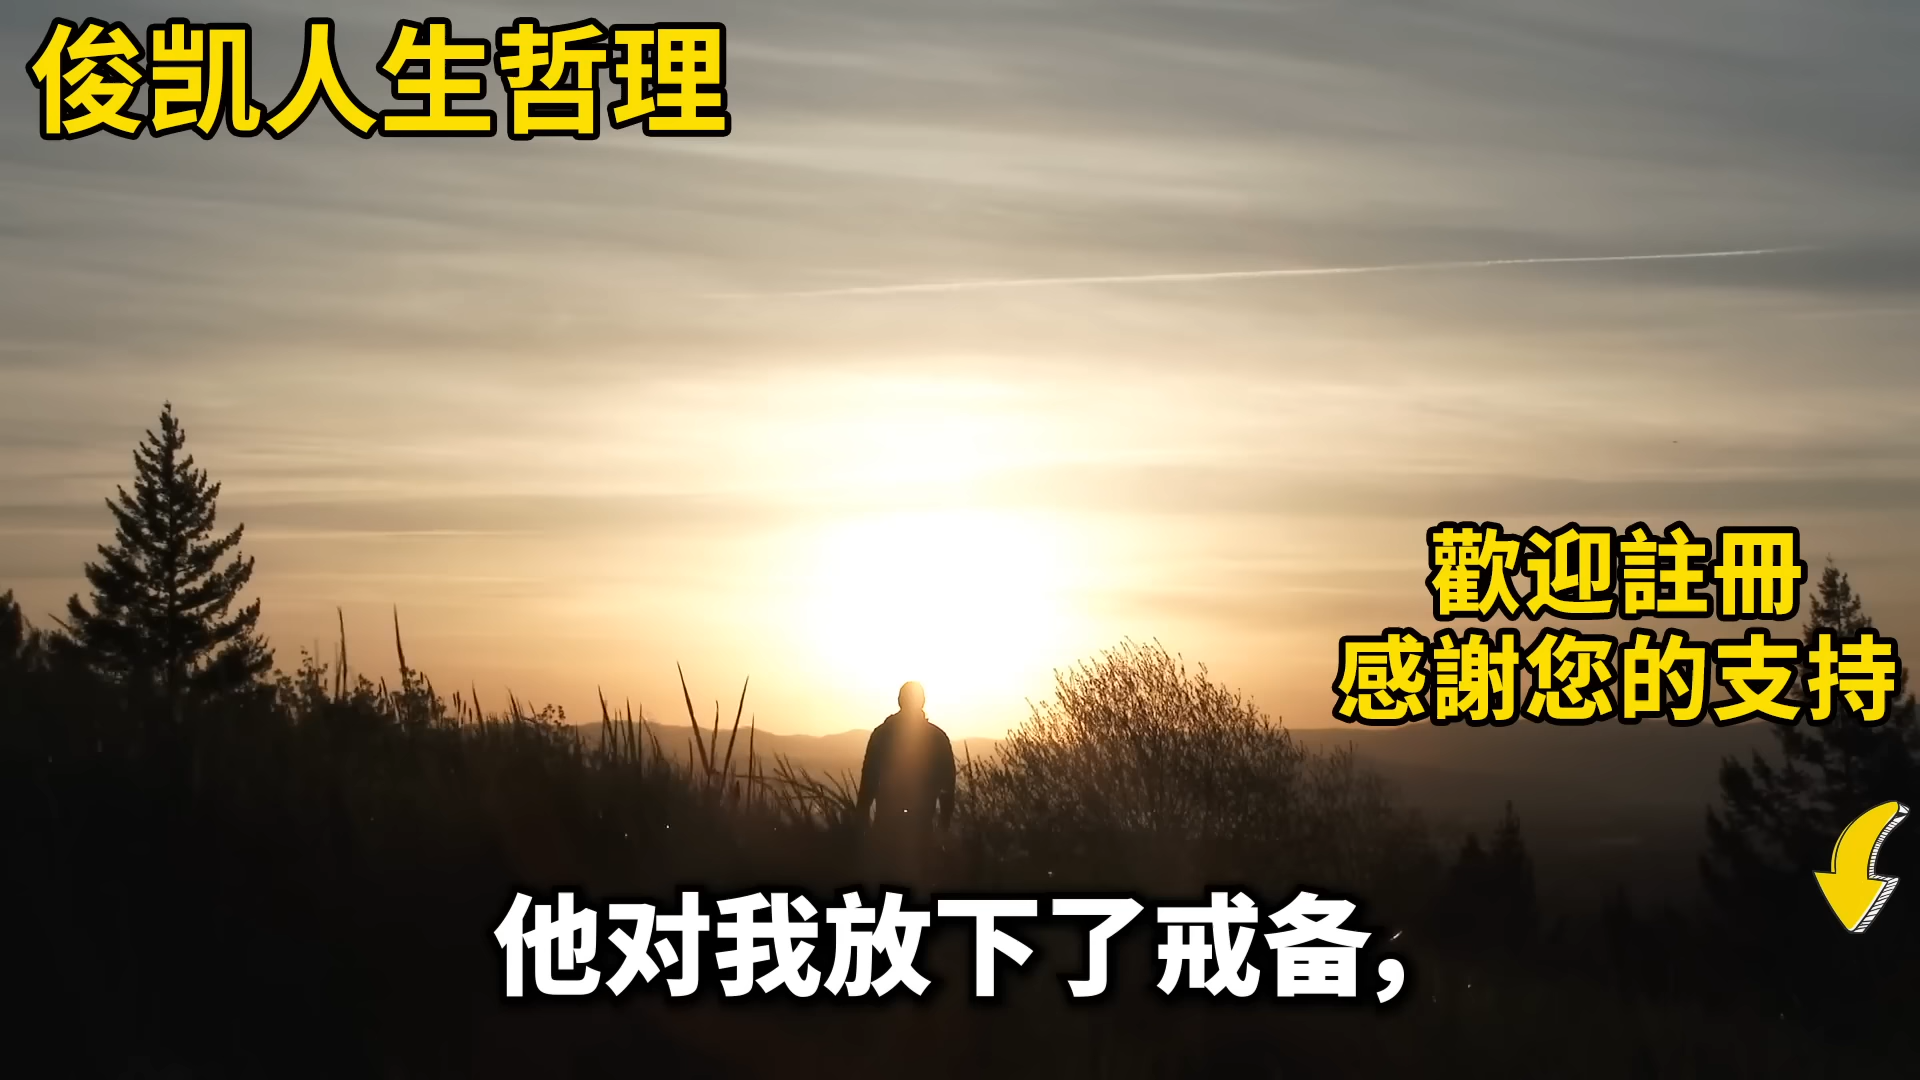 俊凯人生哲理
歡迎註冊
感謝您的支持
他对我放下了戒备,